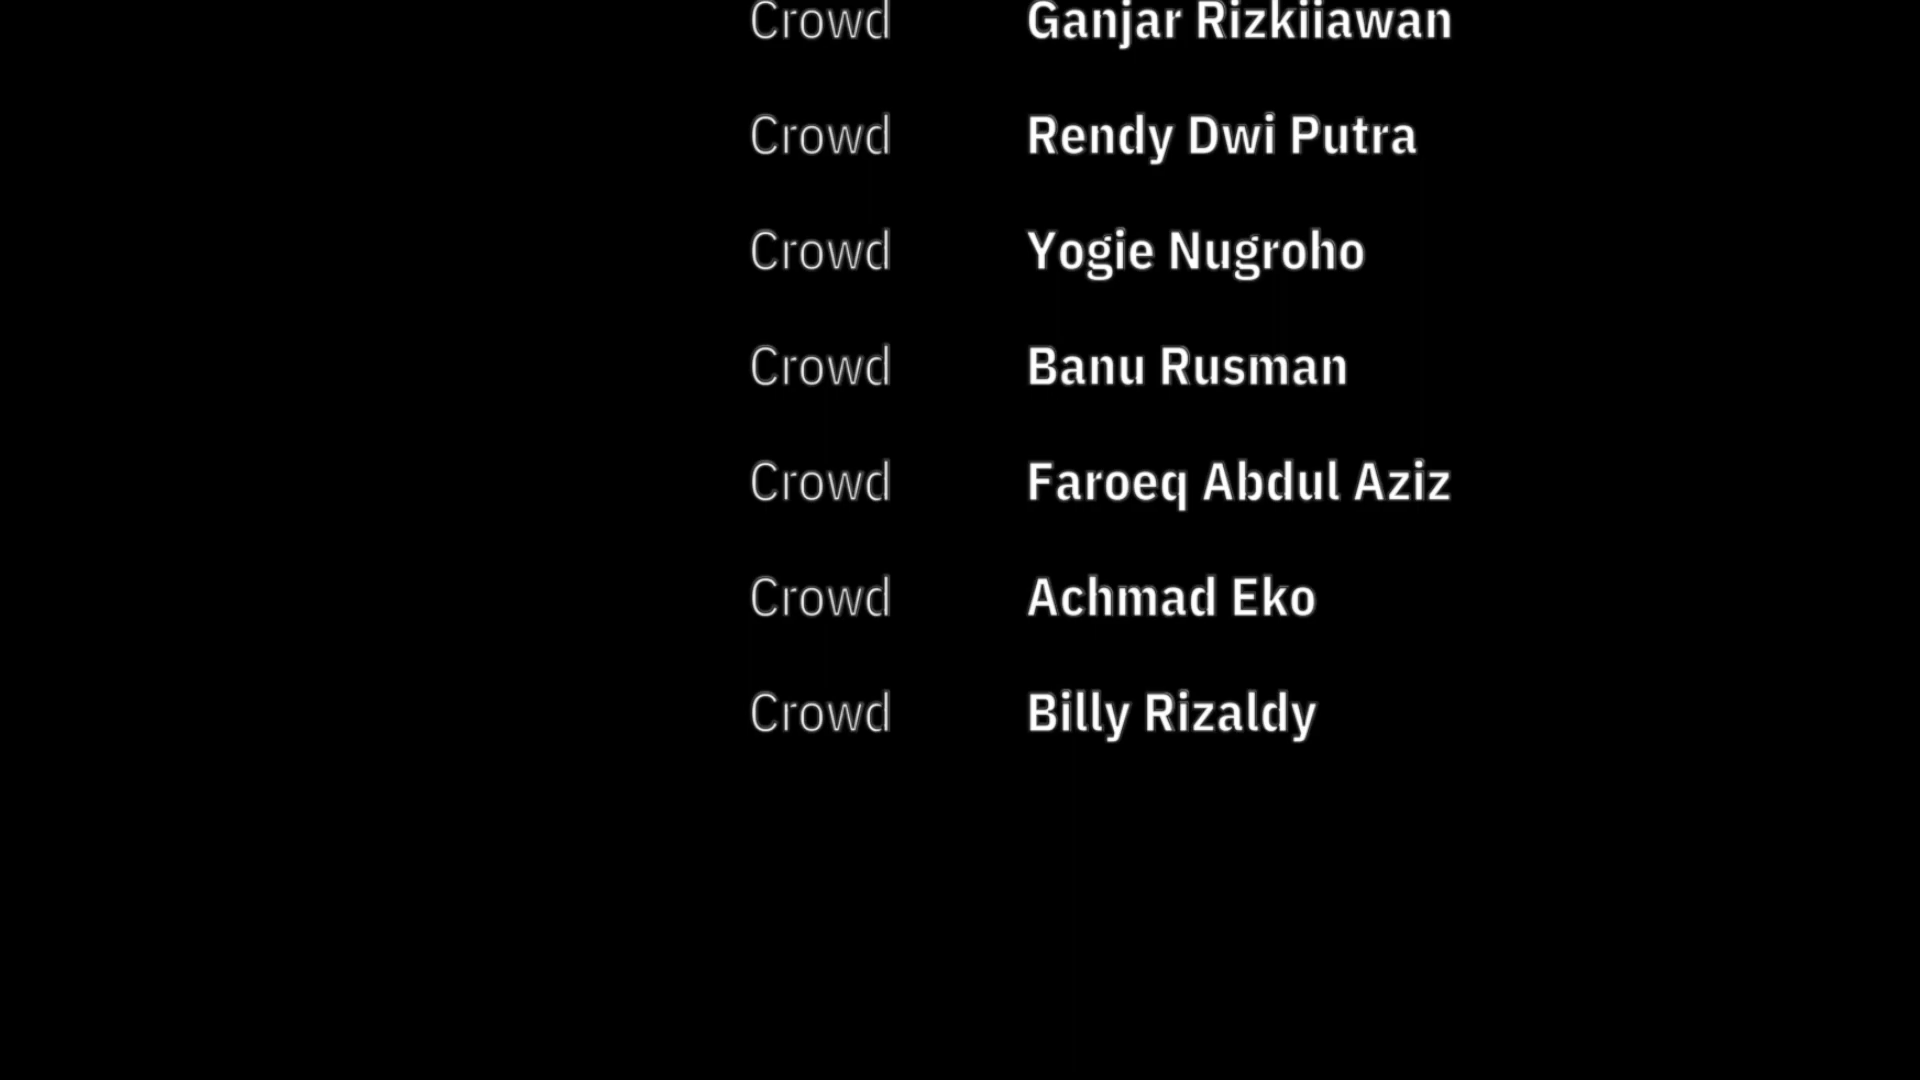 Crowd Ganjar Rizkiiawan
Crowd Rendy Dwi Putra
Crowd Yogie Nugroho
Crowd Banu Rusman
Crowd Faroeq Abdul Aziz
Crowd Achmad Eko
Crowd Billy Rizaldy